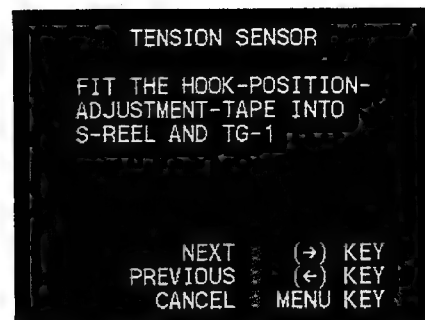 TENSION SENSOR
FIT THE HOOK-POSITION-
ADJUSTMENT-TAPE INTO
S-REEL AND TG-1
NEXT : (→) KEY
PREVIOUS : (←) KEY
CANCEL : MENU KEY